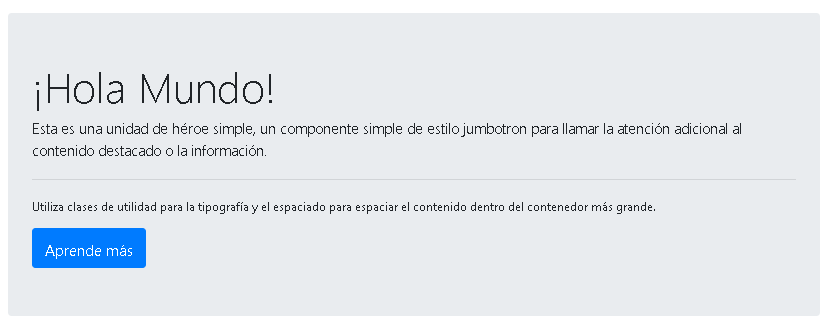 ¡Hola Mundo!
Esta es una unidad de héroe simple, un componente simple de estilo jumbotron para llamar la atención adicional al
contenido destacado o la información.
Utiliza clases de utilidad para la tipografía y el espaciado para espaciar el contenido dentro del contenedor más grande.
Aprende más